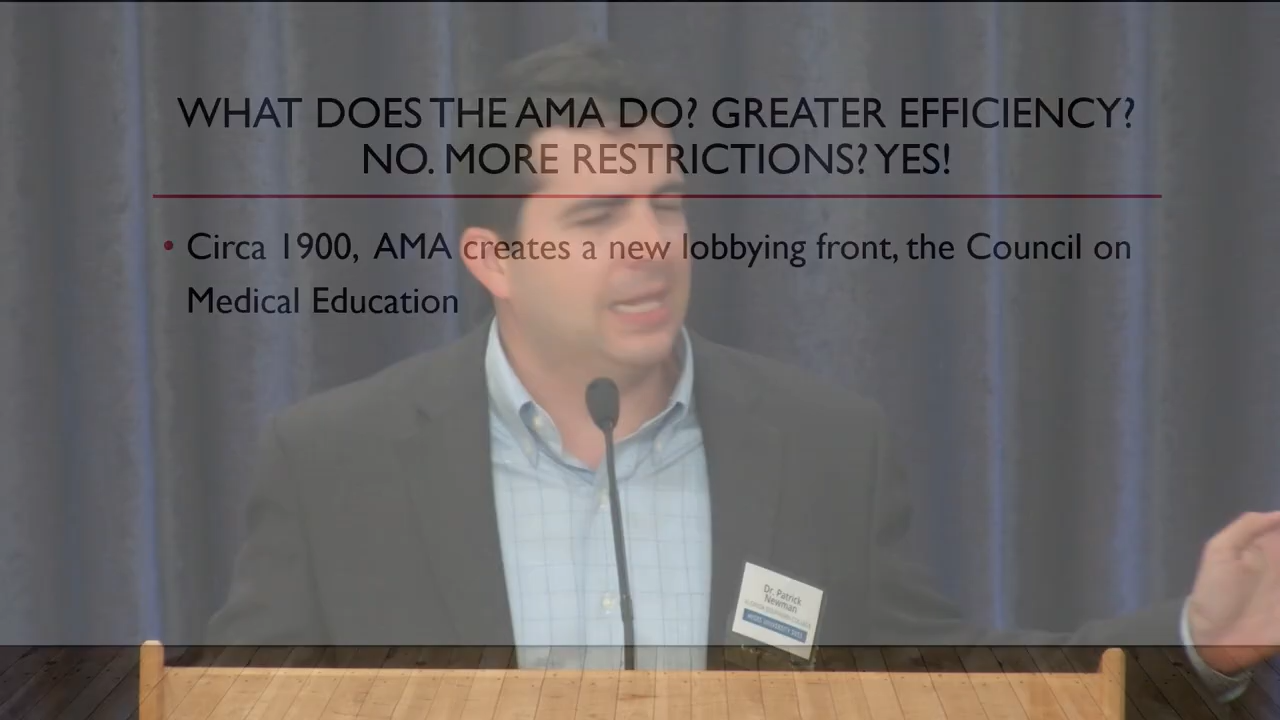 WHAT DOES THE AMA DO? GREATER EFFICIENCY?
NO. MORE RESTRICTIONS? YES!
• Circa 1900, AMA creates a new lobbying front, the Council on
Medical Education
Dr. Patrick
Newman